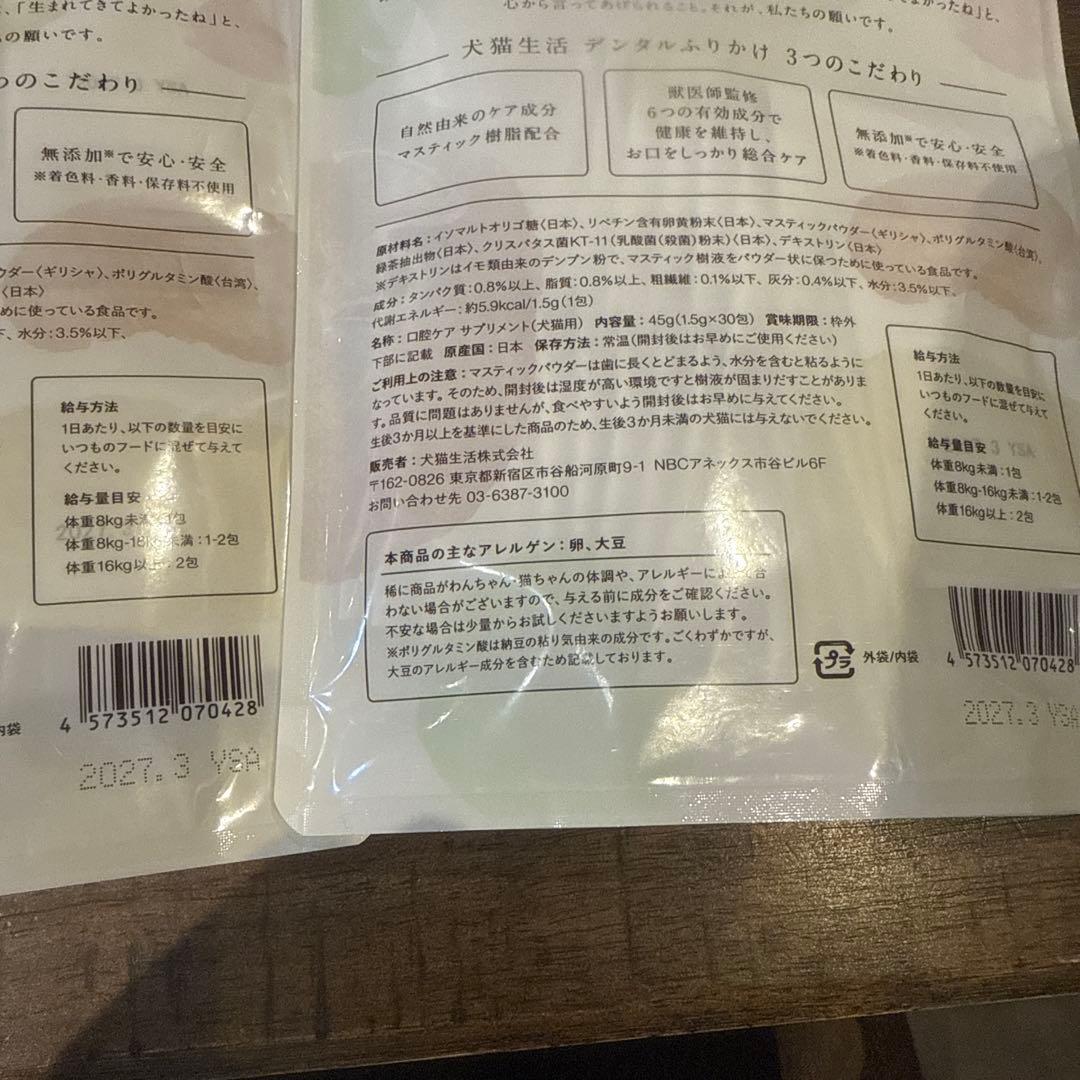 、「生まれてきてよかったね」と、
の願いです。
つのこだわり
無添加※で安心・安全
※着色料・香料・保存料不使用
ウダー〈ギリシャ〉、ポリグルタミン酸〈台湾〉、
〈日本〉
めに使っている食品です。
下、水分：3.5％以下、
給与方法
1日あたり、以下の数量を目安に
いつものフードに混ぜて与えて
ください。
給与量目安
体重8kg未満：1包
体重8kg-16kg未満：1-2包
体重16kg以上：2包
内袋
4 573512 070428
2027.3 YSA
てよかったね」と、
心から言ってあげられること。それが、私たちの願いです。
犬猫生活 デンタルふりかけ 3つのこだわり
自然由来のケア成分
マスティック樹脂配合
獣医師監修
6つの有効成分で
健康を維持し、
お口をしっかり総合ケア
無添加※で安心・安全
※着色料・香料・保存料不使用
原材料名：イソマルトオリゴ糖〈日本〉、リベチン含有卵黄粉末〈日本〉、マスティックパウダー〈ギリシャ〉、ポリグルタミン酸〈台湾〉、
緑茶抽出物〈日本〉、クリスパタス菌KT-11（乳酸菌（殺菌）粉末）〈日本〉、デキストリン〈日本〉
※デキストリンはイモ類由来のデンプン粉で、マスティック樹液をパウダー状に保つために使っている食品です。
成分：タンパク質：0.8％以上、脂質：0.8％以上、粗繊維：0.1％以下、灰分：0.4％以下、水分：3.5％以下、
代謝エネルギー：約5.9kcal/1.5g（1包）
名称：口腔ケア サプリメント（犬猫用） 内容量：45g（1.5g×30包） 賞味期限：枠外
下部に記載 原産国：日本 保存方法：常温（開封後はお早めにご使用ください）
ご利用上の注意：マスティックパウダーは歯に長くとどまるよう、水分を含むと粘るように
なっています。そのため、開封後は湿度が高い環境ですと樹液が固まりだすことがありま
す。品質に問題はありませんが、食べやすいよう開封後はお早めに与えてください。
生後3か月以上を基準にした商品のため、生後3か月未満の犬猫には与えないでください。
販売者：犬猫生活株式会社
〒162-0826 東京都新宿区市谷船河原町9-1 NBCアネックス市谷ビル6F
お問い合わせ先 03-6387-3100
本商品の主なアレルゲン：卵、大豆
稀に商品がわんちゃん・猫ちゃんの体調や、アレルギーによって合
わない場合がございますので、与える前に成分をご確認ください。
不安な場合は少量からお試しくださいますようお願いします。
※ポリグルタミン酸は納豆の粘り気由来の成分です。ごくわずかですが、
大豆のアレルギー成分を含むため記載しております。
給与方法
1日あたり、以下の数量を目安に
いつものフードに混ぜて与えて
ください。
給与量目安
体重8kg未満：1包
体重8kg-16kg未満：1-2包
体重16kg以上：2包
プラ 外袋/内袋
4 573512 070428
2027.3 YSA